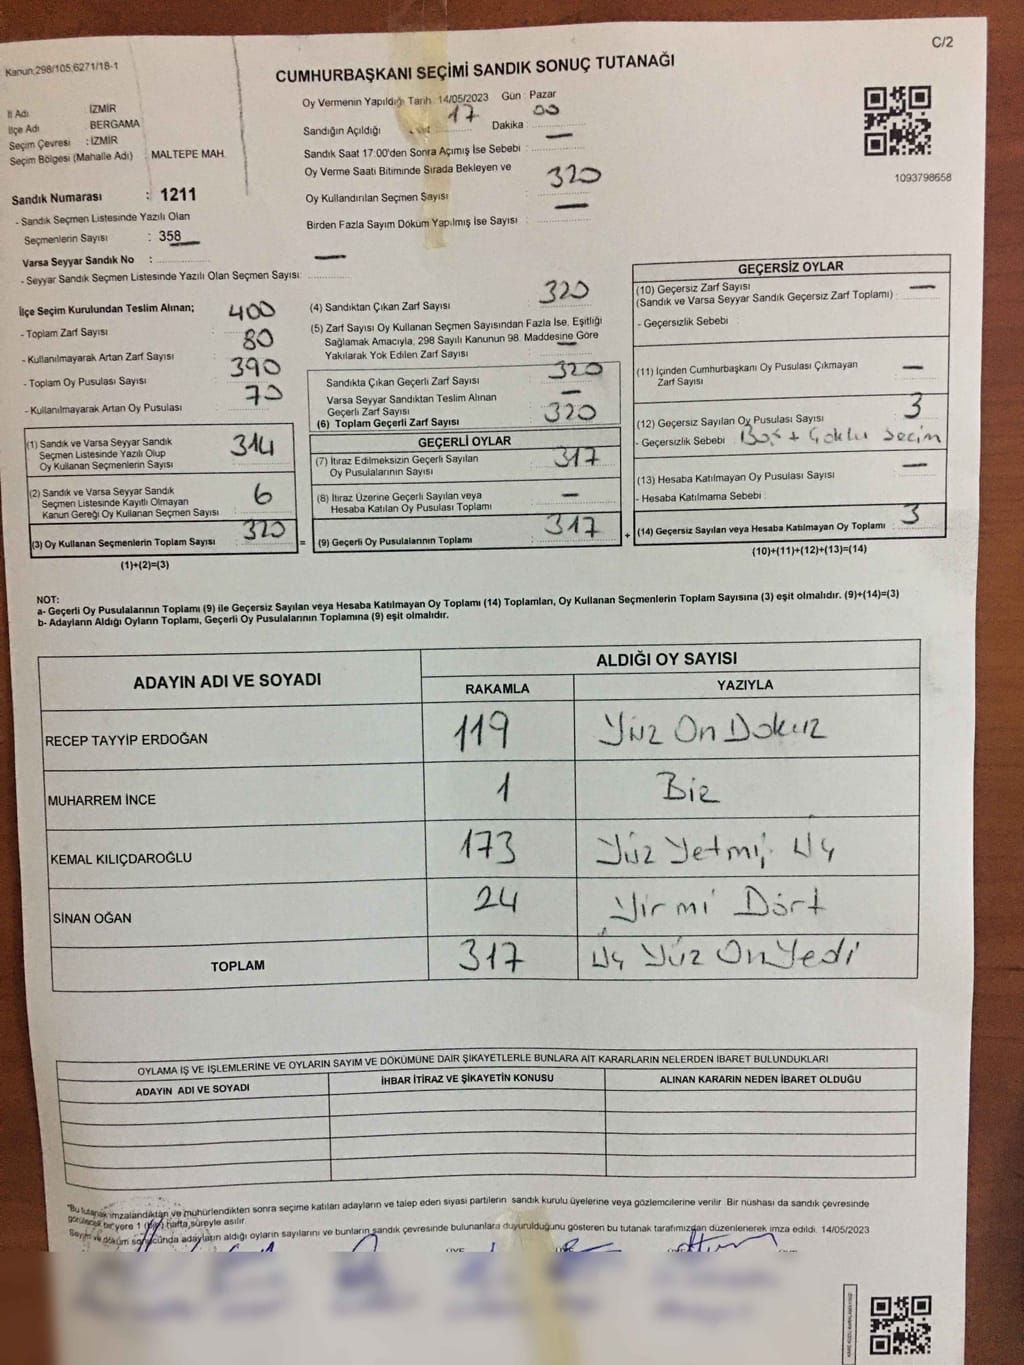 C/2
Kanun:298/105,6271/18-1
CUMHURBAŞKANI SEÇİMİ SANDIK SONUÇ TUTANAĞI
İl Adı İZMİR
İlçe Adı BERGAMA
Seçim Çevresi : İZMİR
Seçim Bölgesi (Mahalle Adı) MALTEPE MAH.
Sandık Numarası : 1211
- Sandık Seçmen Listesinde Yazılı Olan
Seçmenlerin Sayısı : 358
Varsa Seyyar Sandık No :
- Seyyar Sandık Seçmen Listesinde Yazılı Olan Seçmen Sayısı:
Oy Vermenin Yapıldığı Tarih: 14/05/2023 Gün : Pazar
Sandığın Açıldığı 17 Dakika : 00
Sandık Saat 17:00'den Sonra Açımış İse Sebebi : —
Oy Verme Saati Bitiminde Sırada Bekleyen ve
Oy Kullandırılan Seçmen Sayısı : 320
Birden Fazla Sayım Döküm Yapılmış İse Sayısı : —
1093798658
İlçe Seçim Kurulundan Teslim Alınan;
- Toplam Zarf Sayısı 400
- Kullanılmayarak Artan Zarf Sayısı 80
- Toplam Oy Pusulası Sayısı 390
- Kullanılmayarak Artan Oy Pusulası 70
(1) Sandık ve Varsa Seyyar Sandık
Seçmen Listesinde Yazılı Olup
Oy Kullanan Seçmenlerin Sayısı 314
(2) Sandık ve Varsa Seyyar Sandık
Seçmen Listesinde Kayıtlı Olmayan
Kanun Gereği Oy Kullanan Seçmen Sayısı 6
(3) Oy Kullanan Seçmenlerin Toplam Sayısı 320 =
(1)+(2)=(3)
(4) Sandıktan Çıkan Zarf Sayısı 320
(5) Zarf Sayısı Oy Kullanan Seçmen Sayısından Fazla İse, Eşitliği
Sağlamak Amacıyla, 298 Sayılı Kanunun 98. Maddesine Göre
Yakılarak Yok Edilen Zarf Sayısı —
Sandıkta Çıkan Geçerli Zarf Sayısı 320
Varsa Seyyar Sandıktan Teslim Alınan
Geçerli Zarf Sayısı —
(6) Toplam Geçerli Zarf Sayısı 320
GEÇERLİ OYLAR
(7) İtiraz Edilmeksizin Geçerli Sayılan
Oy Pusulalarının Sayısı 317
(8) İtiraz Üzerine Geçerli Sayılan veya
Hesaba Katılan Oy Pusulası Toplamı —
(9) Geçerli Oy Pusulalarının Toplamı 317 +
GEÇERSİZ OYLAR
(10) Geçersiz Zarf Sayısı
(Sandık ve Varsa Seyyar Sandık Geçersiz Zarf Toplamı) : —
- Geçersizlik Sebebi :
(11) İçinden Cumhurbaşkanı Oy Pusulası Çıkmayan
Zarf Sayısı —
(12) Geçersiz Sayılan Oy Pusulası Sayısı 3
- Geçersizlik Sebebi Boş + Çoklu Seçim
(13) Hesaba Katılmayan Oy Pusulası Sayısı —
- Hesaba Katılmama Sebebi :
(14) Geçersiz Sayılan veya Hesaba Katılmayan Oy Toplamı 3
(10)+(11)+(12)+(13)=(14)
NOT:
a- Geçerli Oy Pusulalarının Toplamı (9) ile Geçersiz Sayılan veya Hesaba Katılmayan Oy Toplamı (14) Toplamları, Oy Kullanan Seçmenlerin Toplam Sayısına (3) eşit olmalıdır. (9)+(14)=(3)
b- Adayların Aldığı Oyların Toplamı, Geçerli Oy Pusulalarının Toplamına (9) eşit olmalıdır.
ADAYIN ADI VE SOYADI ALDIĞI OY SAYISI
RAKAMLA YAZIYLA
RECEP TAYYİP ERDOĞAN 119 Yüz On Dokuz
MUHARREM İNCE 1 Bir
KEMAL KILIÇDAROĞLU 173 Yüz Yetmiş Üç
SİNAN OĞAN 24 Yirmi Dört
TOPLAM 317 Üç Yüz On Yedi
OYLAMA İŞ VE İŞLEMLERİNE VE OYLARIN SAYIM VE DÖKÜMÜNE DAİR ŞİKAYETLERLE BUNLARA AİT KARARLARIN NELERDEN İBARET BULUNDUKLARI
ADAYIN ADI VE SOYADI İHBAR İTİRAZ VE ŞİKAYETİN KONUSU ALINAN KARARIN NEDEN İBARET OLDUĞU
"Bu tutanak imzalandıktan ve mühürlendikten sonra seçime katılan adayların ve talep eden siyasi partilerin sandık kurulu üyelerine veya gözlemcilerine verilir. Bir nüshası da sandık çevresinde
görülecek bir yere 1 (bir) hafta süreyle asılır.
Sayım ve döküm sonucunda adayların aldığı oyların sayılarını ve bunların sandık çevresinde bulunanlara duyurulduğunu gösteren bu tutanak tarafımızdan düzenlenerek imza edildi. 14/05/2023